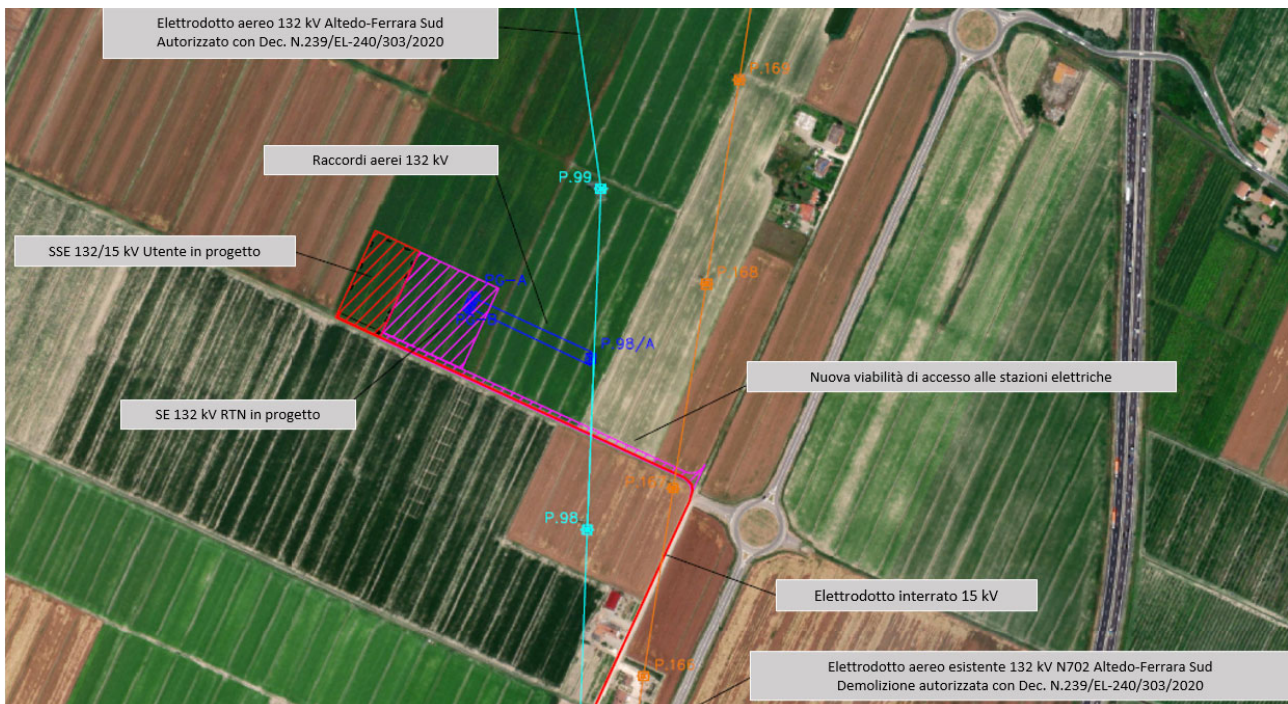 Elettrodotto aereo 132 kV Altedo-Ferrara Sud
Autorizzato con Dec. N.239/EL-240/303/2020
P.169
Raccordi aerei 132 kV
P.99
SSE 132/15 kV Utente in progetto
P.168
PG-A
PG-B
P.98/A
Nuova viabilità di accesso alle stazioni elettriche
SE 132 kV RTN in progetto
P.167
P.98
Elettrodotto interrato 15 kV
P.166
Elettrodotto aereo esistente 132 kV N702 Altedo-Ferrara Sud
Demolizione autorizzata con Dec. N.239/EL-240/303/2020